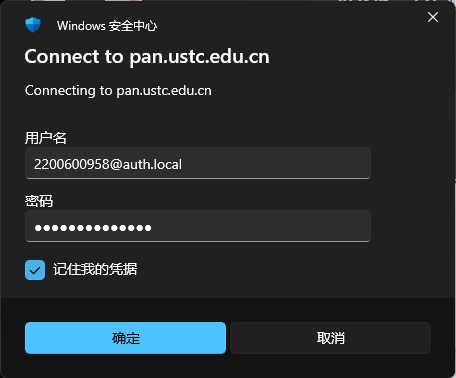 Windows 安全中心
Connect to pan.ustc.edu.cn
Connecting to pan.ustc.edu.cn
用户名
2200600958@auth.local
密码
●●●●●●●●●●●●●●
记住我的凭据
确定
取消